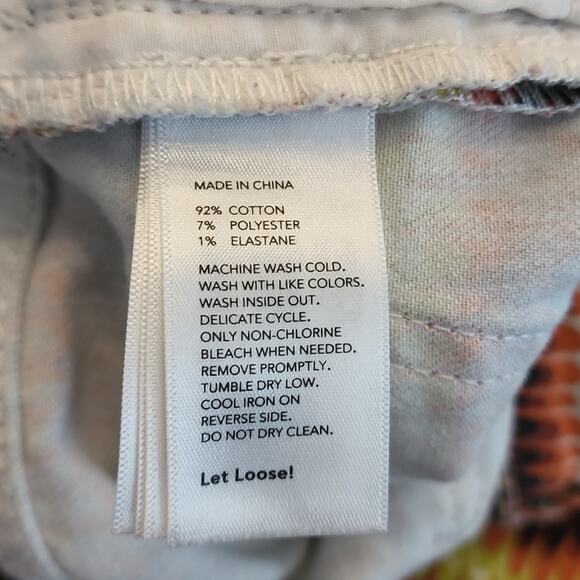 MADE IN CHINA
92% COTTON
7% POLYESTER
1% ELASTANE
MACHINE WASH COLD.
WASH WITH LIKE COLORS.
WASH INSIDE OUT.
DELICATE CYCLE.
ONLY NON-CHLORINE
BLEACH WHEN NEEDED.
REMOVE PROMPTLY.
TUMBLE DRY LOW.
COOL IRON ON
REVERSE SIDE.
DO NOT DRY CLEAN.
Let Loose!